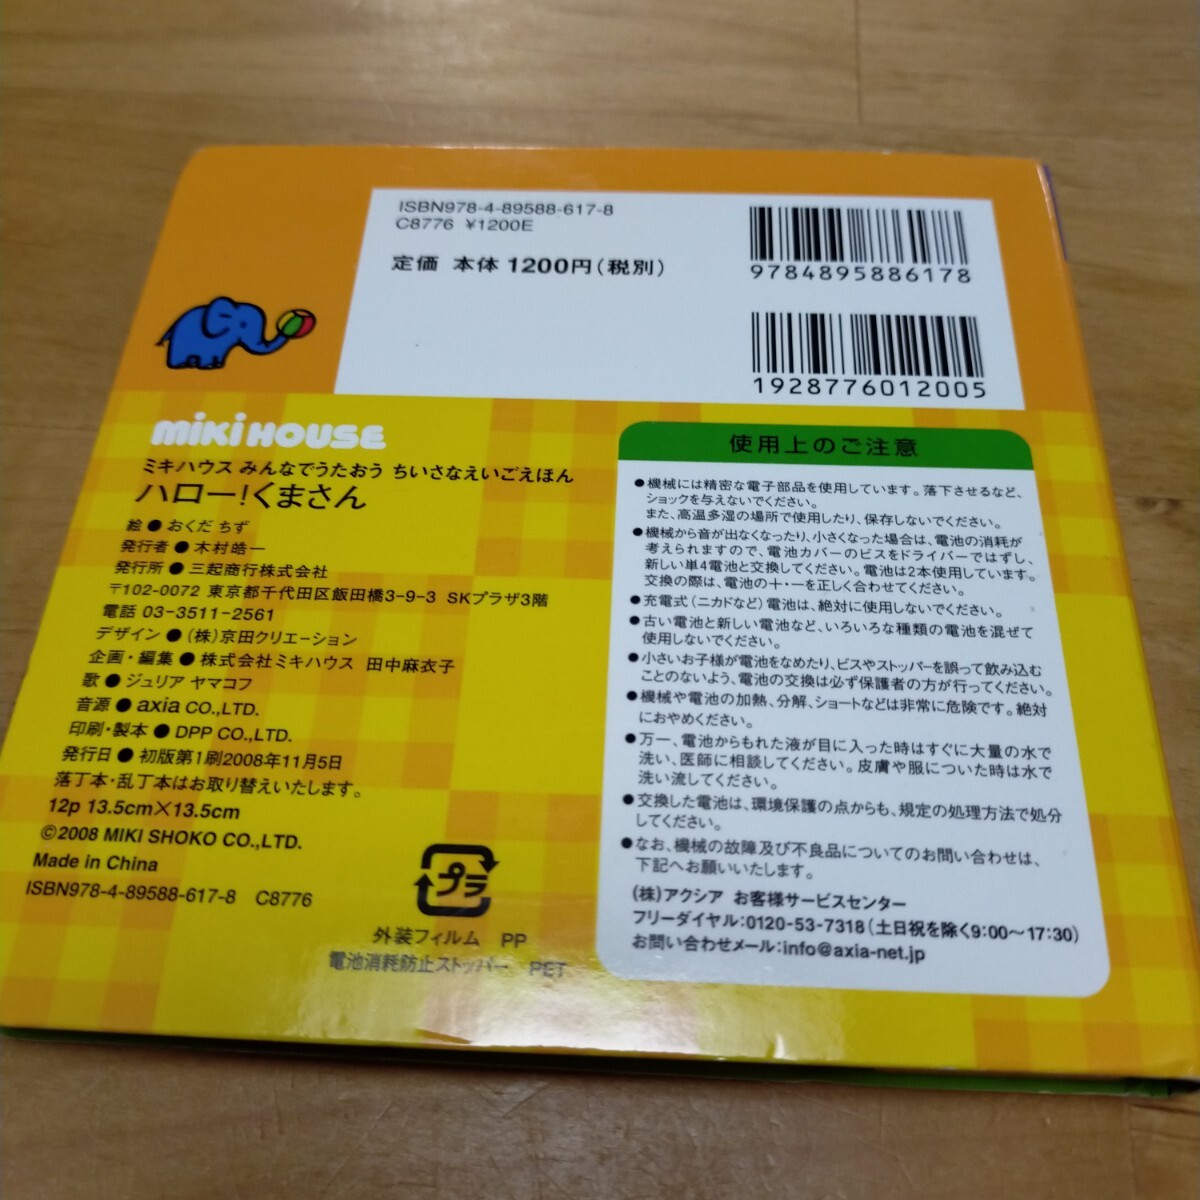 ISBN978-4-89588-617-8
C8776 ¥1200E
定価 本体1200円(税別)
9784895886178
1928776012005
miki HOUSE
ミキハウス みんなでうたおう ちいさなえいごえほん
ハロー!くまさん
絵●おくだ ちず
発行者●木村皓一
発行所●三起商行株式会社
〒102-0072 東京都千代田区飯田橋3-9-3 SKプラザ3階
電話 03-3511-2561
デザイン●(株)京田クリエーション
企画・編集●株式会社ミキハウス 田中麻衣子
歌●ジュリア ヤマコフ
音源●axia CO.,LTD.
印刷・製本●DPP CO.,LTD.
発行日●初版第1刷2008年11月5日
落丁本・乱丁本はお取り替えいたします。
12p 13.5cm×13.5cm
©2008 MIKI SHOKO CO.,LTD.
Made in China
ISBN978-4-89588-617-8 C8776
プラ
外装フィルム PP
電池消耗防止ストッパー PET
使用上のご注意
●機械には精密な電子部品を使用しています。落下させるなど、
ショックを与えないでください。
また、高温多湿の場所で使用したり、保存しないでください。
●機械から音が出なくなったり、小さくなった場合は、電池の消耗が
考えられますので、電池カバーのビスをドライバーではずし、
新しい単4電池と交換してください。電池は2本使用しています。
交換の際は、電池の+・-を正しく合わせてください。
●充電式(ニカドなど)電池は、絶対に使用しないでください。
●古い電池と新しい電池など、いろいろな種類の電池を混ぜて
使用しないでください。
●小さいお子様が電池をなめたり、ビスやストッパーを誤って飲み込む
ことのないよう、電池の交換は必ず保護者の方が行ってください。
●機械や電池の加熱、分解、ショートなどは非常に危険です。絶対
におやめください。
●万一、電池からもれた液が目に入った時はすぐに大量の水で
洗い、医師に相談してください。皮膚や服についた時は水で
洗い流してください。
●交換した電池は、環境保護の点からも、規定の処理方法で処分
してください。
●なお、機械の故障及び不良品についてのお問い合わせは、
下記へお願いいたします。
(株)アクシア お客様サービスセンター
フリーダイヤル:0120-53-7318(土日祝を除く9:00〜17:30)
お問い合わせメール:info@axia-net.jp